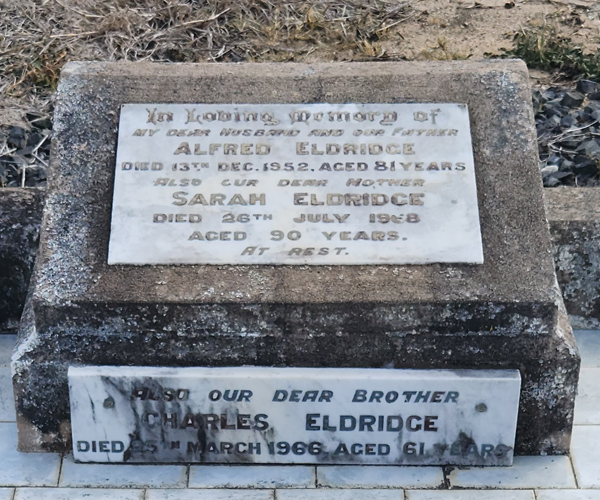 In Loving Memory of
MY DEAR HUSBAND AND OUR FATHER
ALFRED ELDRIDGE
DIED 13TH DEC. 1952. AGED 81 YEARS
ALSO OUR DEAR MOTHER
SARAH ELDRIDGE
DIED 26TH JULY
AGED 90 YEARS.
AT REST.
ALSO OUR DEAR BROTHER
CHARLES ELDRIDGE
DIED MARCH 1966. AGED 61 YEARS